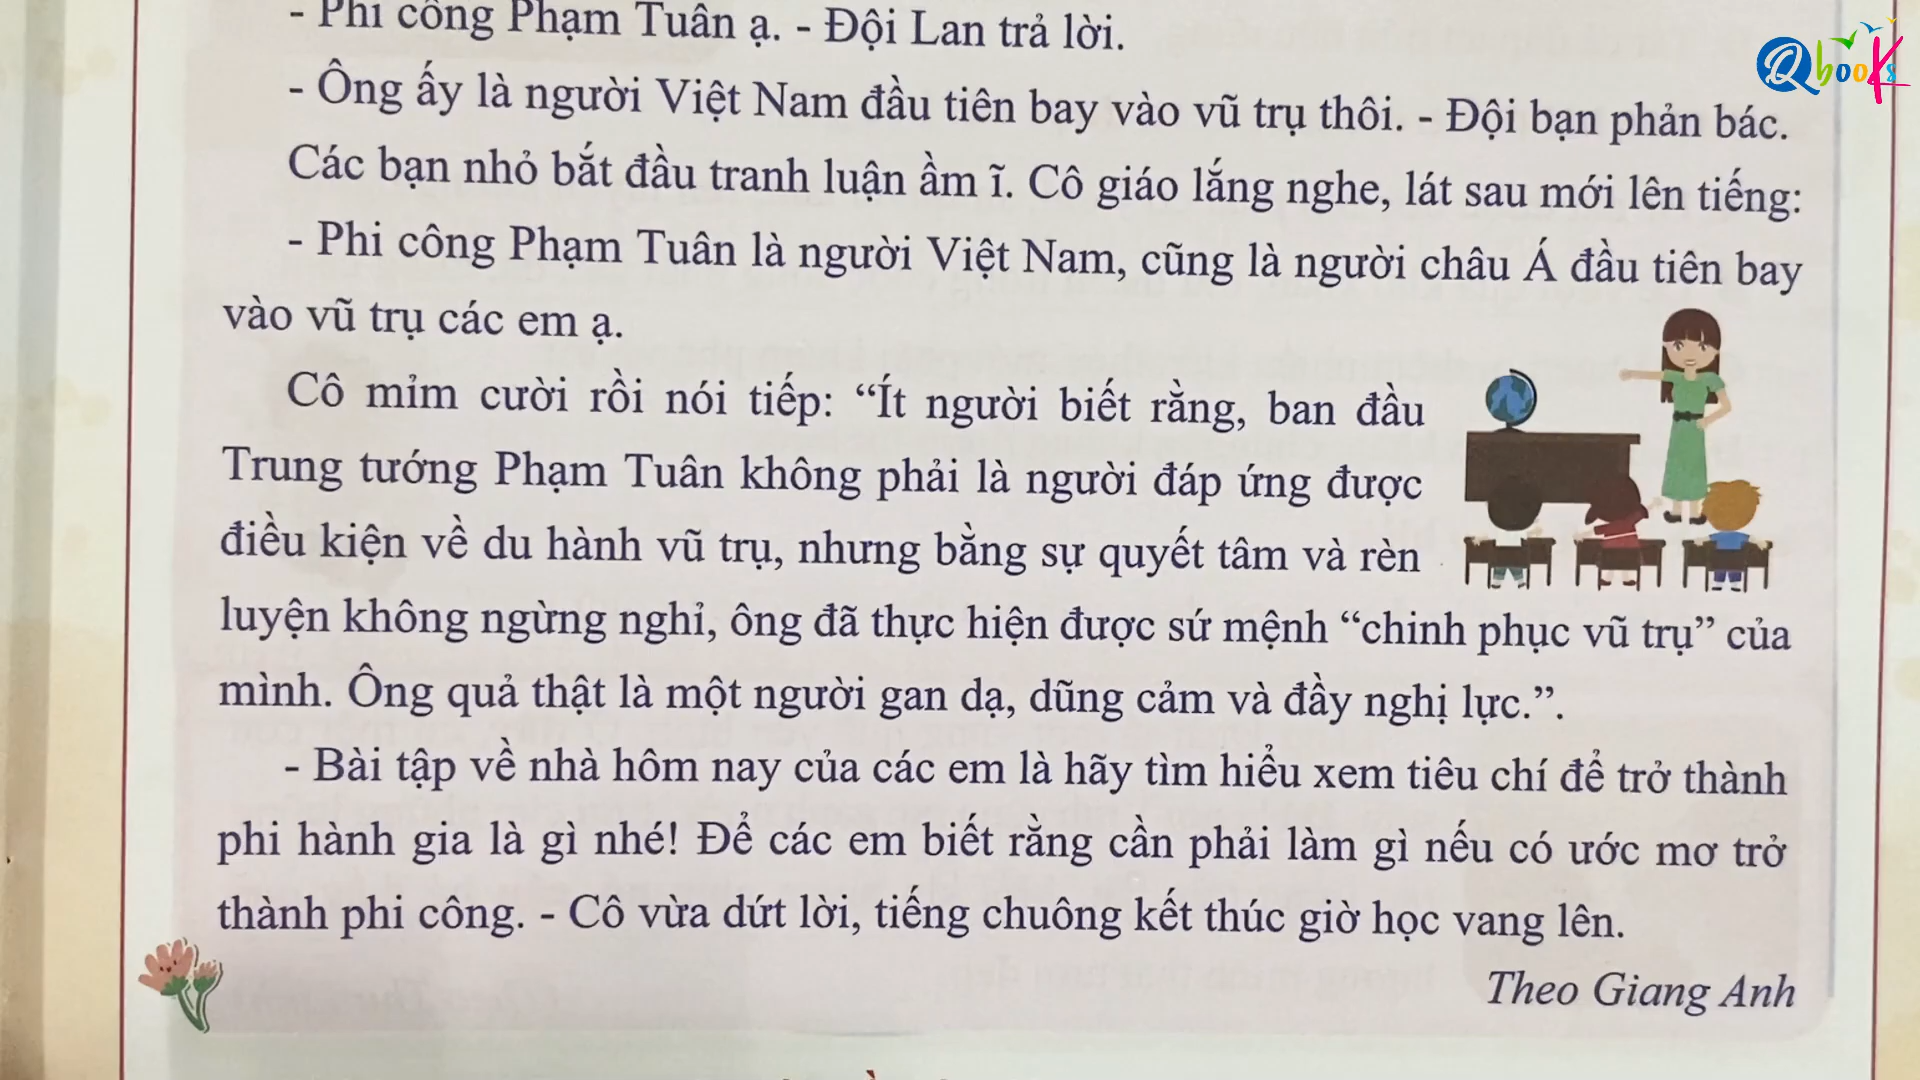 - Phi công Phạm Tuân ạ. - Đội Lan trả lời.
Qbooks
- Ông ấy là người Việt Nam đầu tiên bay vào vũ trụ thôi. - Đội bạn phản bác.
Các bạn nhỏ bắt đầu tranh luận ầm ĩ. Cô giáo lắng nghe, lát sau mới lên tiếng:
- Phi công Phạm Tuân là người Việt Nam, cũng là người châu Á đầu tiên bay
vào vũ trụ các em ạ.
Cô mỉm cười rồi nói tiếp: “Ít người biết rằng, ban đầu
Trung tướng Phạm Tuân không phải là người đáp ứng được
điều kiện về du hành vũ trụ, nhưng bằng sự quyết tâm và rèn
luyện không ngừng nghỉ, ông đã thực hiện được sứ mệnh “chinh phục vũ trụ” của
mình. Ông quả thật là một người gan dạ, dũng cảm và đầy nghị lực.”.
- Bài tập về nhà hôm nay của các em là hãy tìm hiểu xem tiêu chí để trở thành
phi hành gia là gì nhé! Để các em biết rằng cần phải làm gì nếu có ước mơ trở
thành phi công. - Cô vừa dứt lời, tiếng chuông kết thúc giờ học vang lên.
Theo Giang Anh